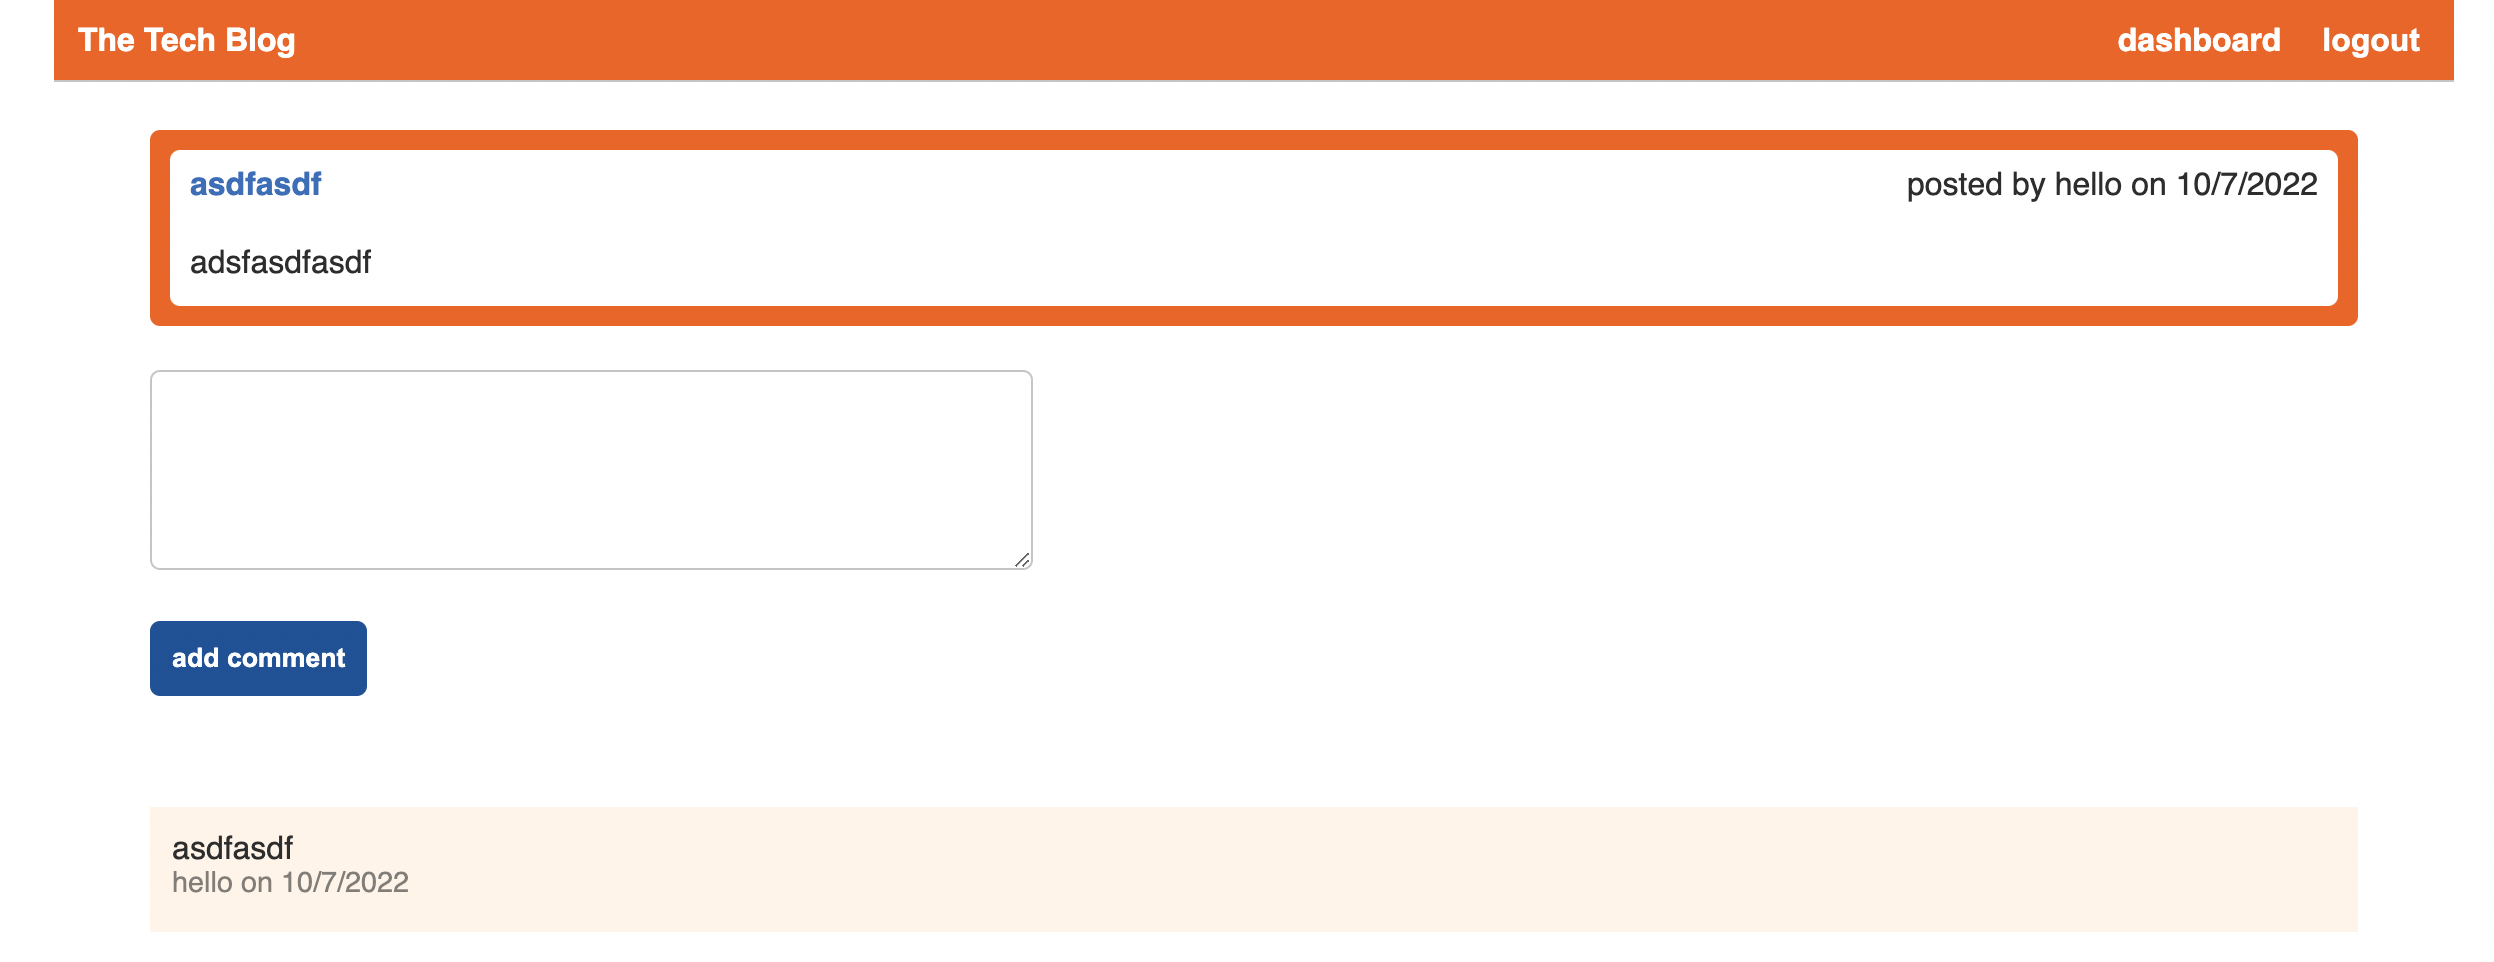 The Tech Blog dashboard logout
asdfasdf posted by hello on 10/7/2022
adsfasdfasdf
add comment
asdfasdf
hello on 10/7/2022